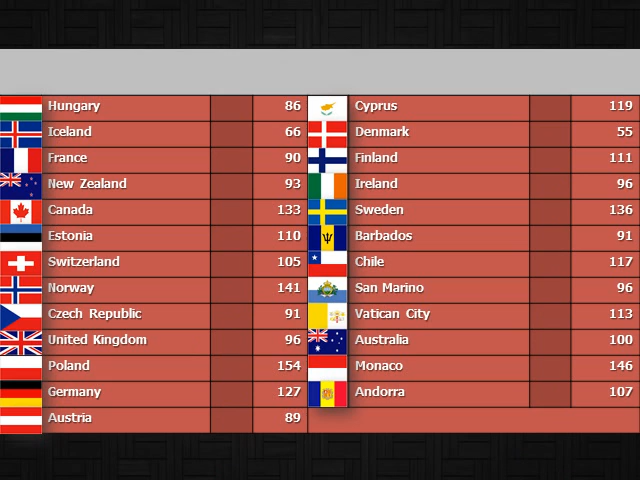 Hungary 86
Iceland 66
France 90
New Zealand 93
Canada 133
Estonia 110
Switzerland 105
Norway 141
Czech Republic 91
United Kingdom 96
Poland 154
Germany 127
Austria 89
Cyprus 119
Denmark 55
Finland 111
Ireland 96
Sweden 136
Barbados 91
Chile 117
San Marino 96
Vatican City 113
Australia 100
Monaco 146
Andorra 107